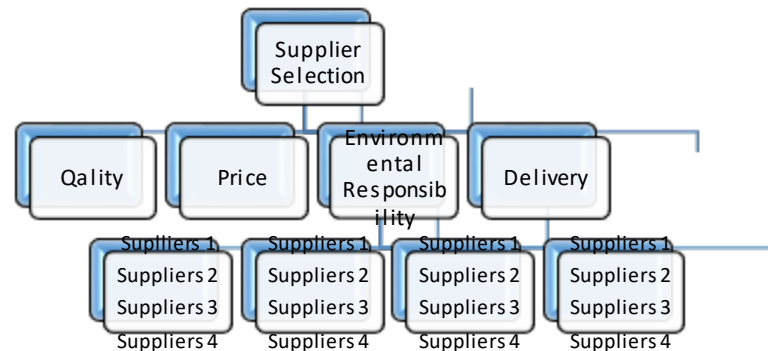 Supplier
Selection
Qality
Price
Environm
ental
Responsib
ility
Delivery
Suplliers 1
Suppliers 2
Suppliers 3
Suppliers 4
Suppliers 1
Suppliers 2
Suppliers 3
Suppliers 4
Suppliers 1
Suppliers 2
Suppliers 3
Suppliers 4
Suppliers 1
Suppliers 2
Suppliers 3
Suppliers 4